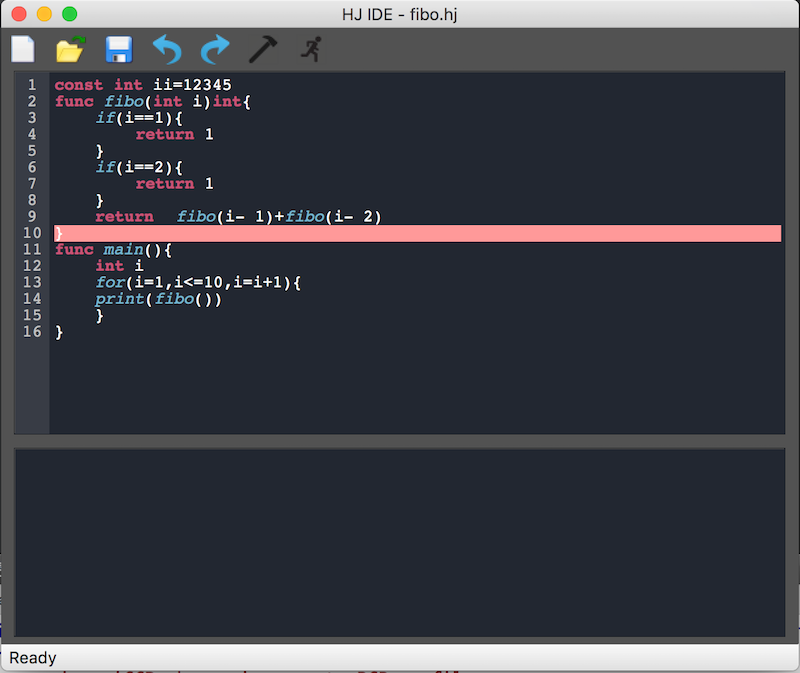 HJ IDE - fibo.hj
1 const int ii=12345
2 func fibo(int i)int{
3     if(i==1){
4         return 1
5     }
6     if(i==2){
7         return 1
8     }
9     return  fibo(i- 1)+fibo(i- 2)
10 }
11 func main(){
12     int i
13     for(i=1,i<=10,i=i+1){
14     print(fibo())
15     }
16 }
Ready